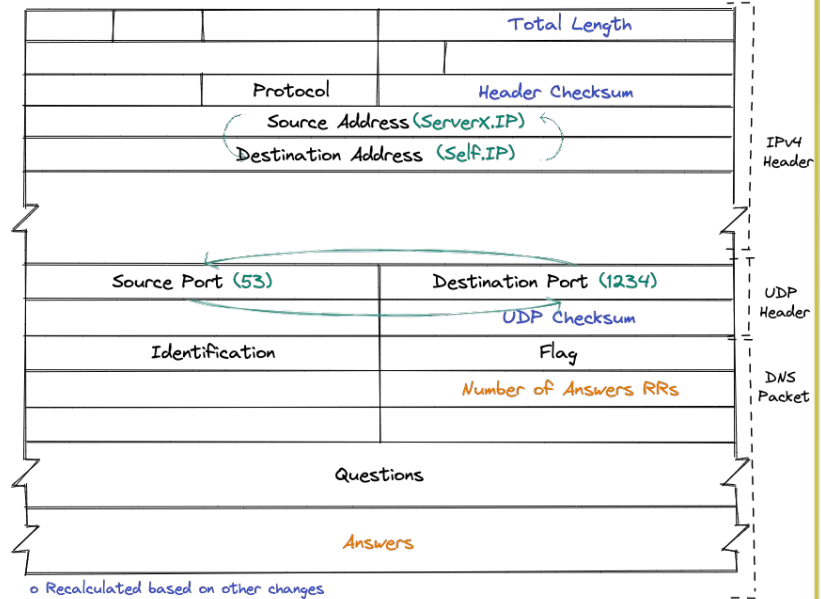 Total Length
Protocol
Header Checksum
Source Address (ServerX.IP)
Destination Address (Self.IP)
IPv4
Header
Source Port (53)
Destination Port (1234)
UDP Checksum
UDP
Header
Identification
Flag
Number of Answers RRs
DNS
Packet
Questions
Answers
o Recalculated based on other changes